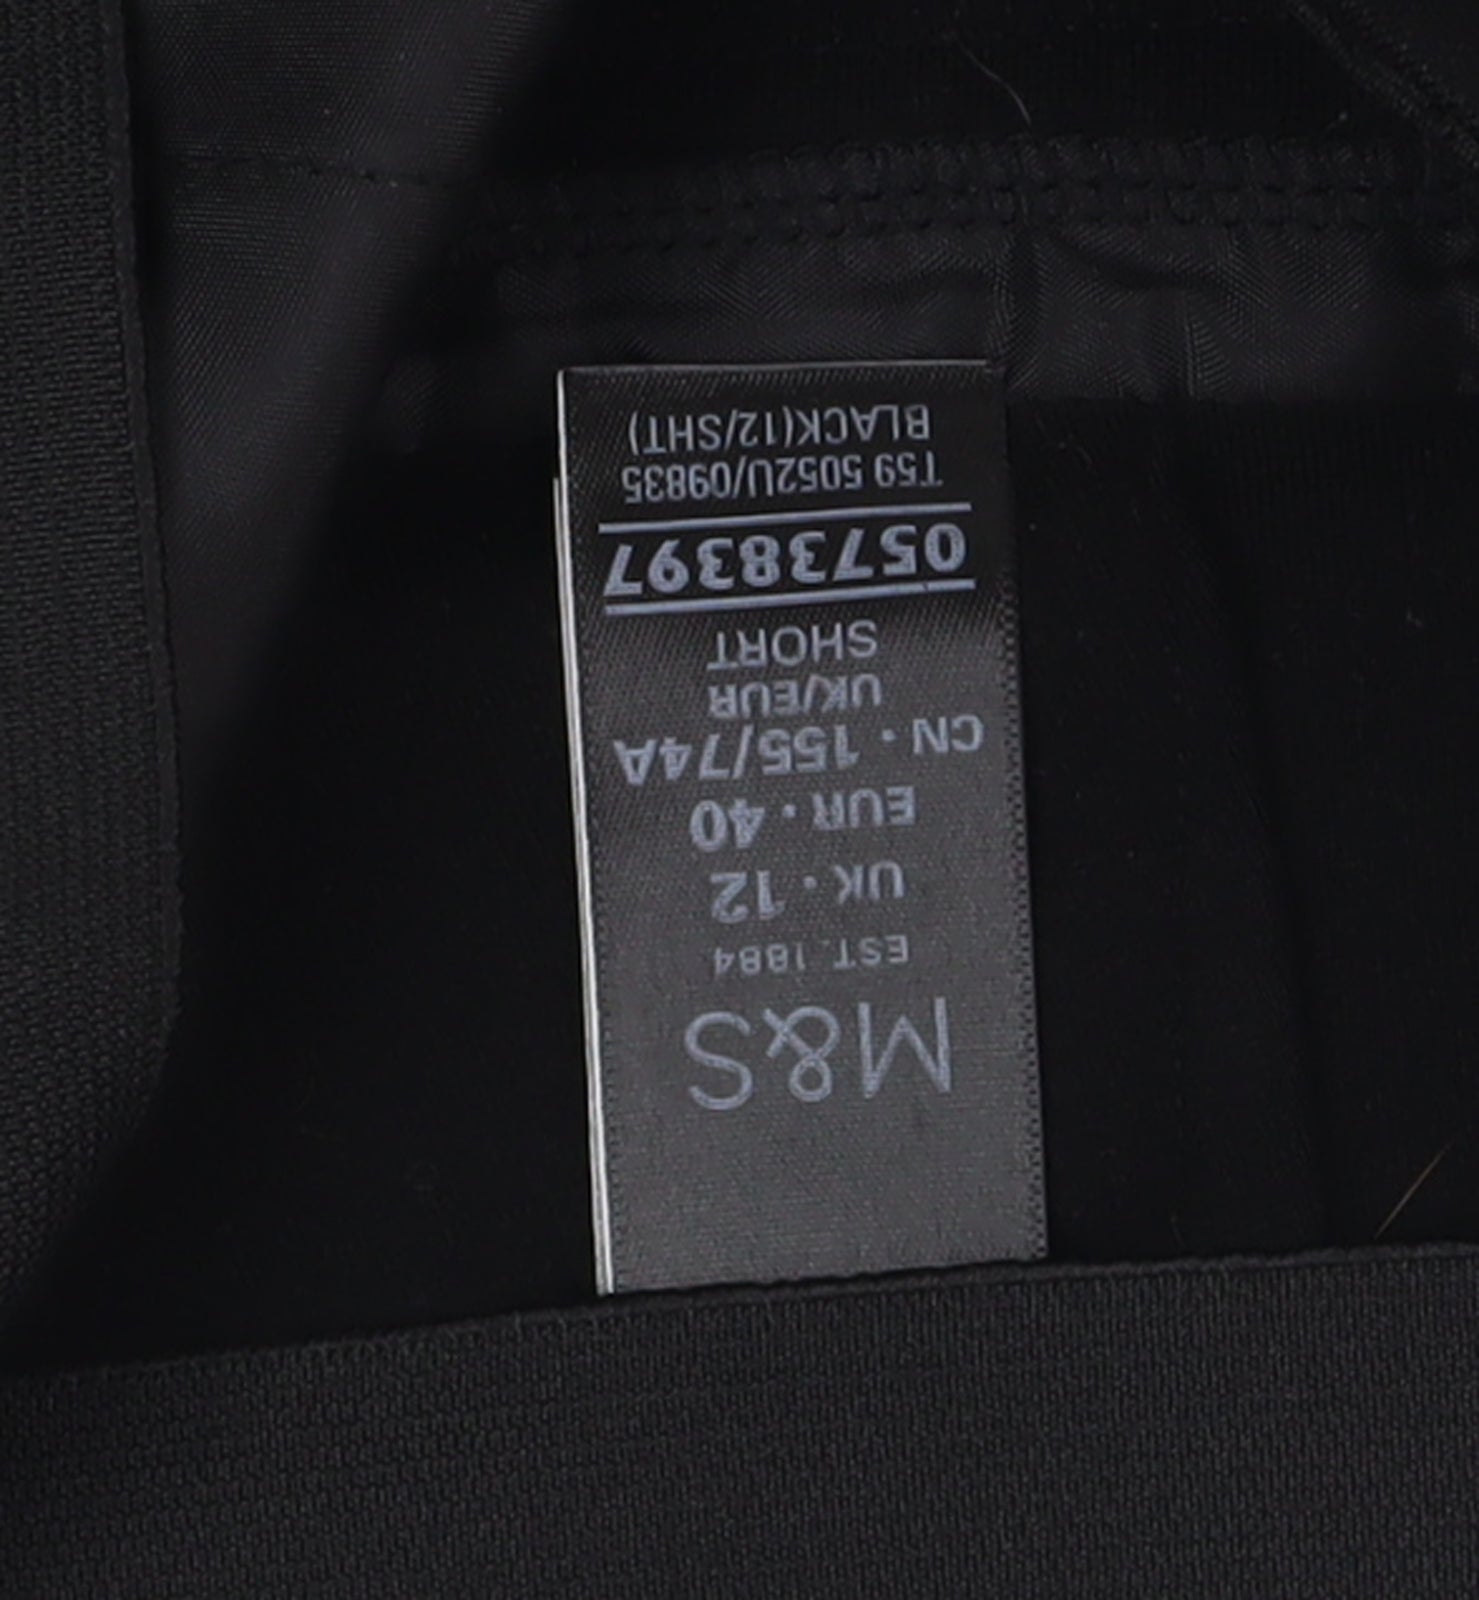 M&S
EST. 1884
UK · 12
EUR · 40
CN · 155/74A
UK/EUR
SHORT
05738397
T59 5052U/09835
BLACK(12/SHT)